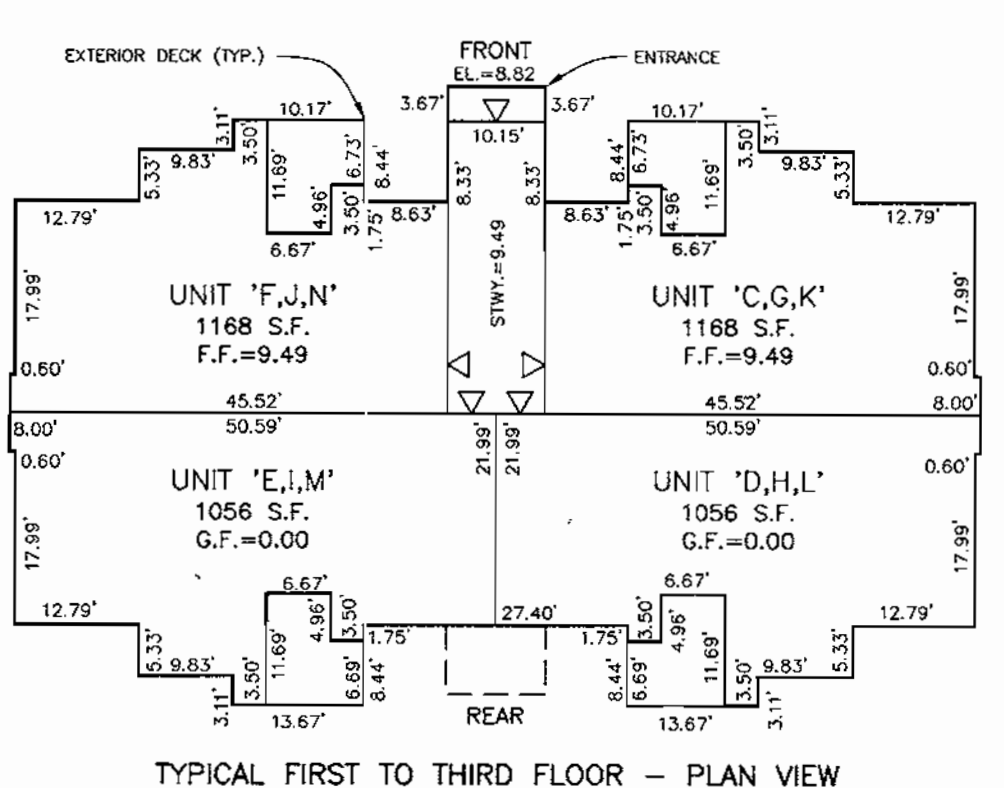 FRONT
EXTERIOR DECK (TYP.)
EL.=8.82
ENTRANCE
3.67' 3.67'
10.17' 10.15' 10.17'
3.11' 3.50' 11.69' 6.73' 8.44' 8.33' 8.33' 8.44' 6.73' 11.69' 3.50' 3.11'
5.33' 9.83' 9.83' 5.33'
4.96' 3.50' 1.75' 1.75' 3.50' 4.96
12.79' 8.63' 8.63' 12.79'
6.67' 6.67'
STWY.=9.49
17.99' 17.99'
UNIT 'F,J,N'
1168 S.F.
F.F.=9.49
UNIT 'C,G,K'
1168 S.F.
F.F.=9.49
0.60' 0.60'
45.52' 45.52' 8.00'
8.00' 50.59' 50.59'
0.60' 21.99' 21.99' 0.60'
UNIT 'E,I,M'
1056 S.F.
G.F.=0.00
UNIT 'D,H,L'
1056 S.F.
G.F.=0.00
17.99' 17.99'
6.67' 6.67'
12.79' 4.96' 3.50' 27.40' 3.50' 4.96' 12.79'
1.75' 1.75'
5.33' 9.83' 9.83' 5.33'
3.11' 3.50' 11.69' 6.69' 8.44' 8.44' 6.69' 11.69' 3.50' 3.11'
13.67' REAR 13.67'
TYPICAL FIRST TO THIRD FLOOR – PLAN VIEW